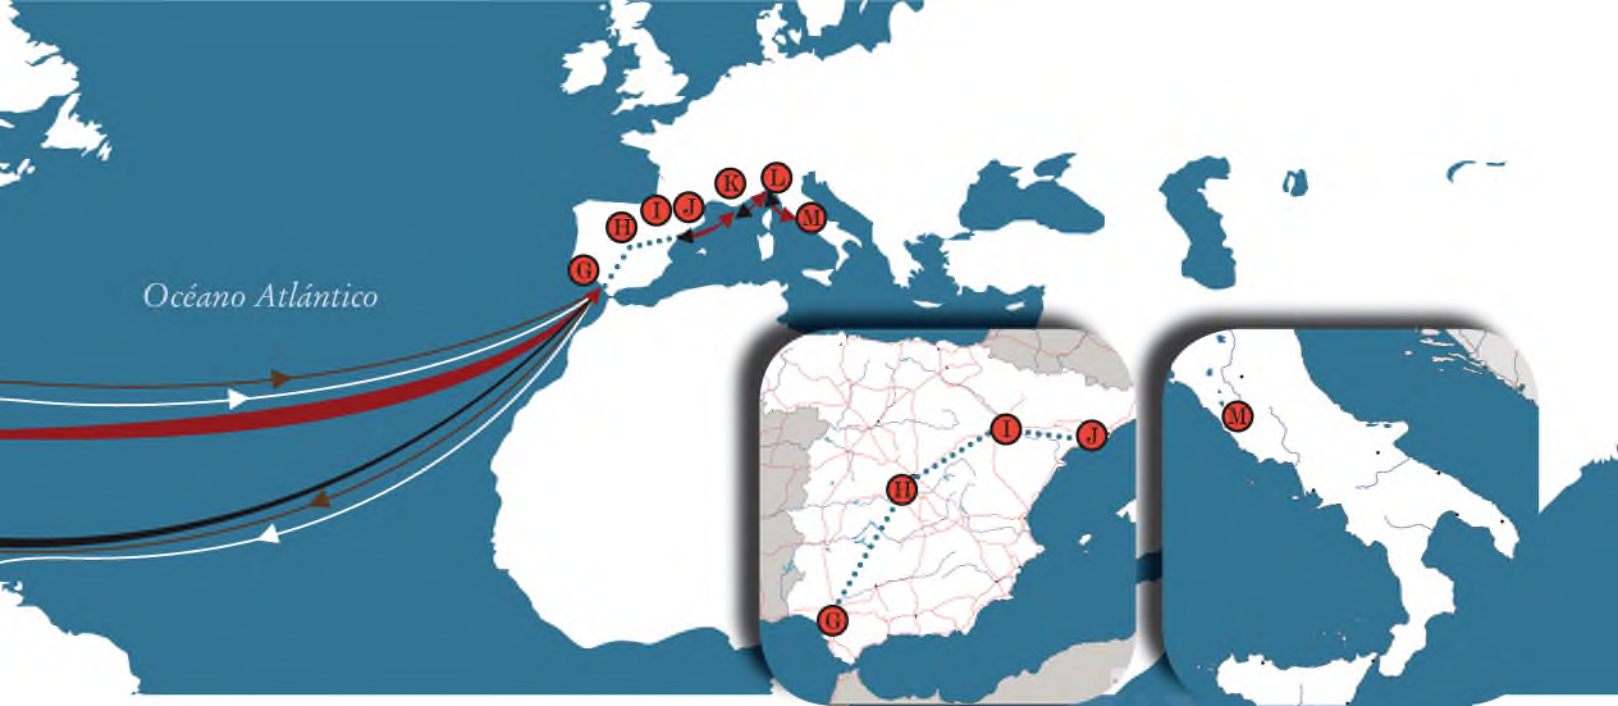 K L
H I J M
G
Océano Atlántico
I J
M
H
G